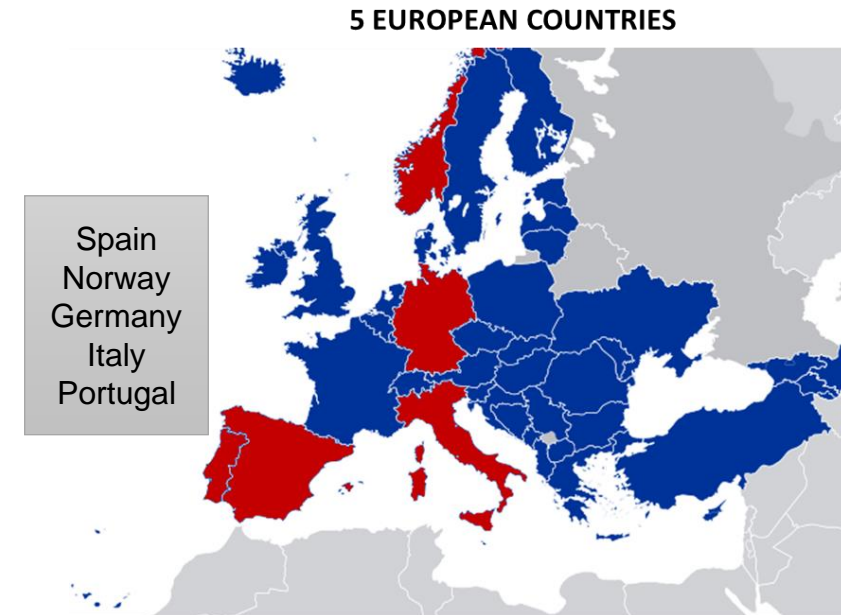 5 EUROPEAN COUNTRIES
Spain
Norway
Germany
Italy
Portugal